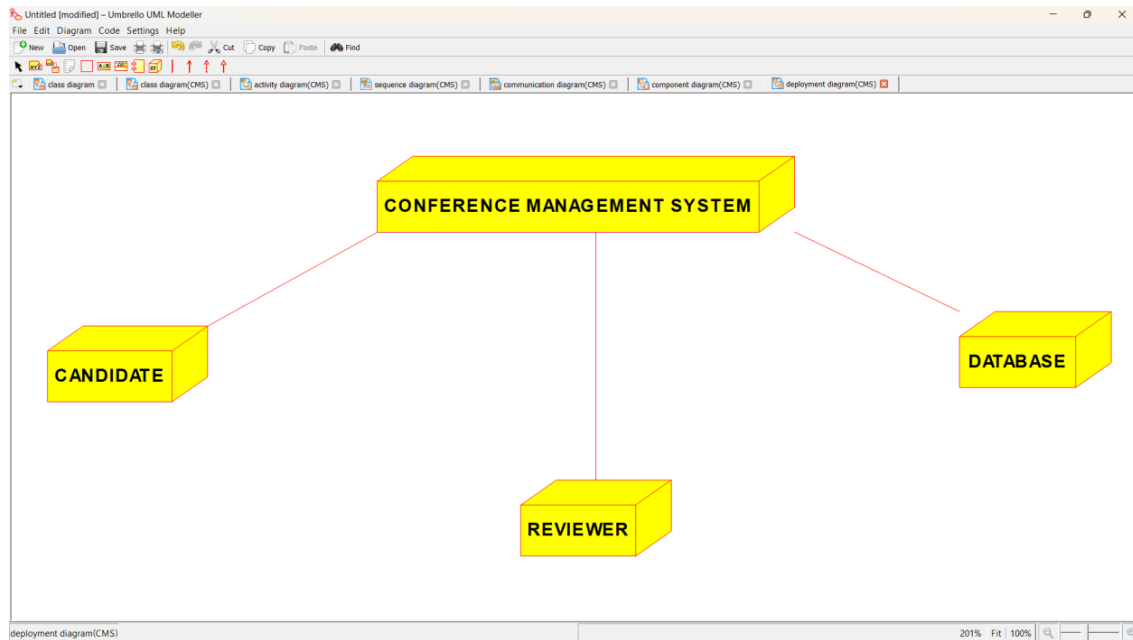 Untitled [modified] – Umbrello UML Modeller
File Edit Diagram Code Settings Help
New Open Save Cut Copy Paste Find
class diagram class diagram(CMS) activity diagram(CMS) sequence diagram(CMS) communication diagram(CMS) component diagram(CMS) deployment diagram(CMS)
CONFERENCE MANAGEMENT SYSTEM
CANDIDATE
DATABASE
REVIEWER
deployment diagram(CMS) 201% Fit 100%